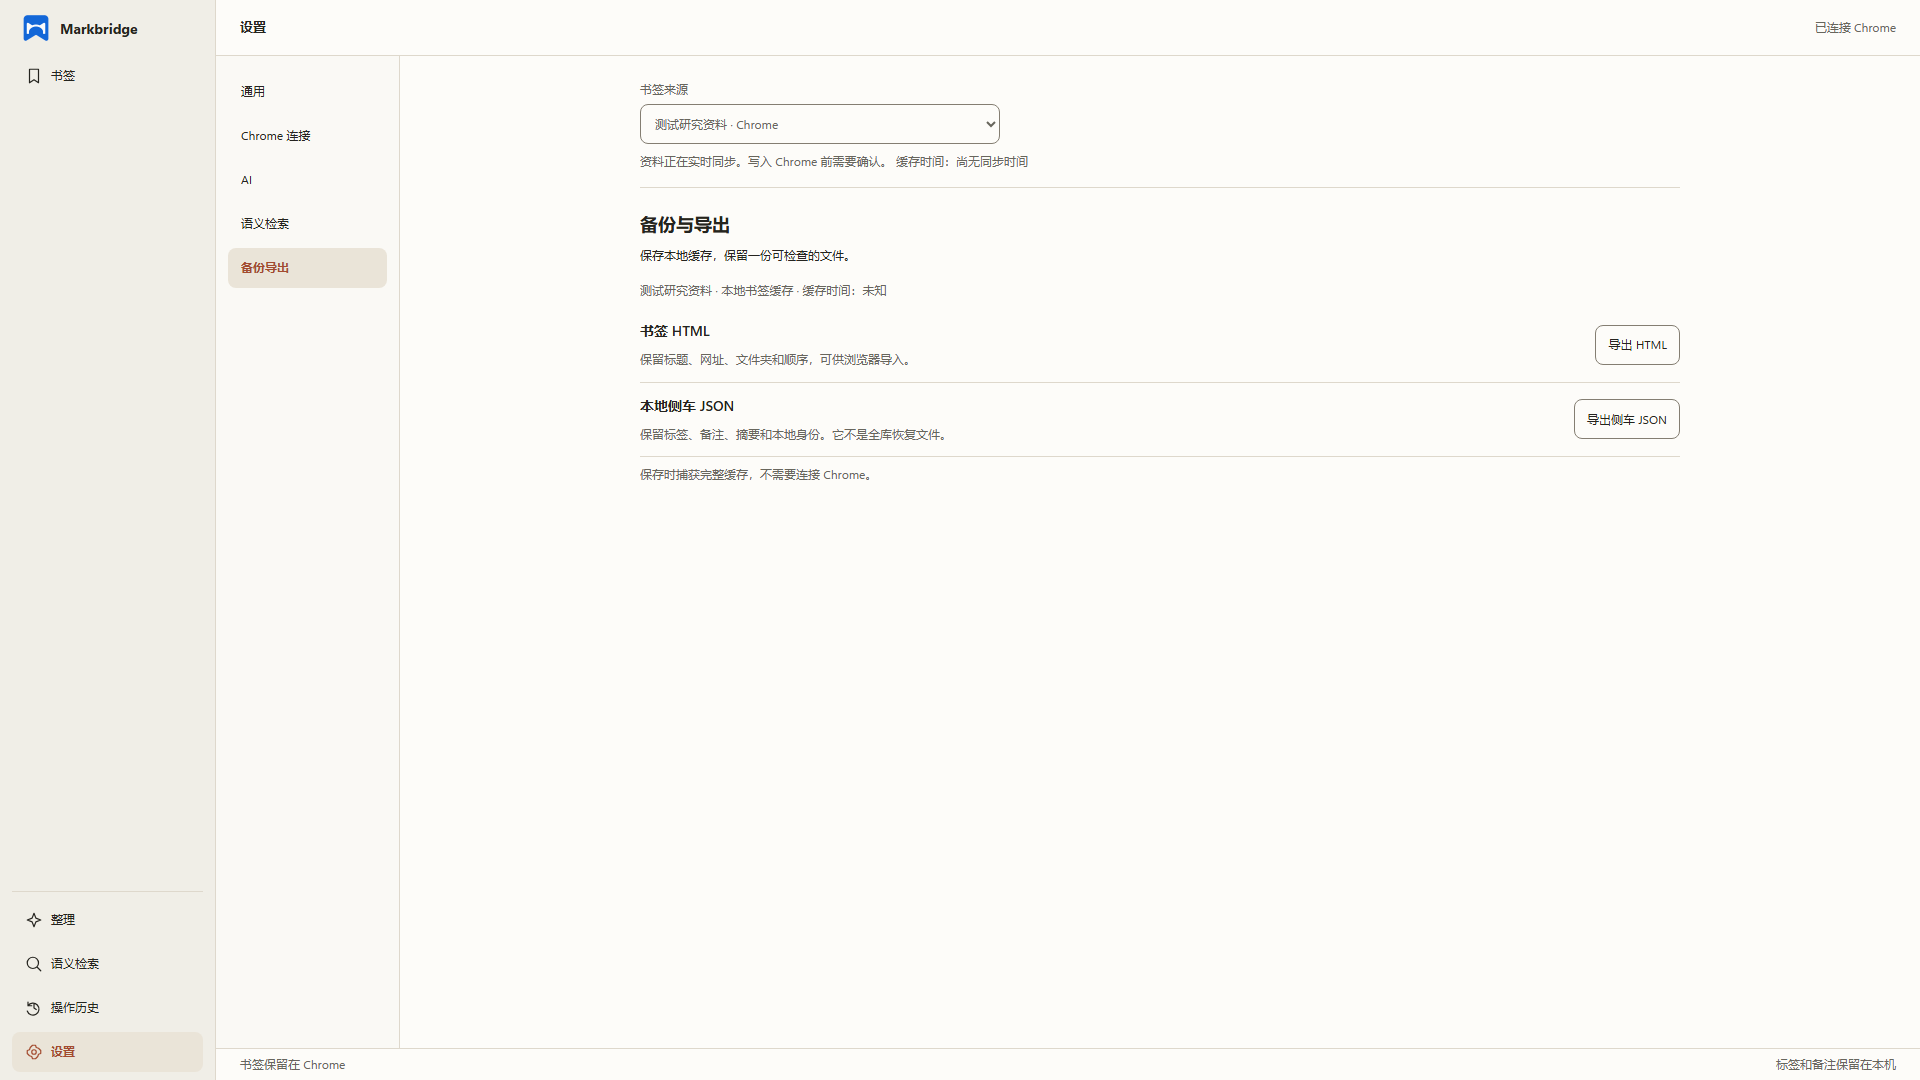 Markbridge
书签
整理
语义检索
操作历史
设置
设置
已连接 Chrome
通用
Chrome 连接
AI
语义检索
备份导出
书签来源
测试研究资料 · Chrome
资料正在实时同步。写入 Chrome 前需要确认。 缓存时间：尚无同步时间
备份与导出
保存本地缓存，保留一份可检查的文件。
测试研究资料 · 本地书签缓存 · 缓存时间：未知
书签 HTML
保留标题、网址、文件夹和顺序，可供浏览器导入。
导出 HTML
本地侧车 JSON
保留标签、备注、摘要和本地身份。它不是全库恢复文件。
导出侧车 JSON
保存时捕获完整缓存，不需要连接 Chrome。
书签保留在 Chrome
标签和备注保留在本机